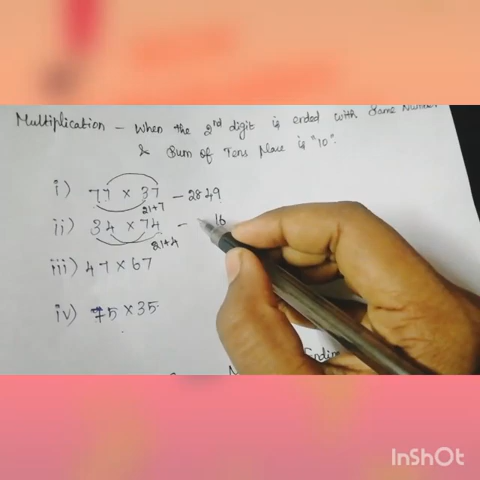 Multiplication - When the 2nd digit is ended with Same Number
& Sum of Tens place is "10".
i) 77 x 37 - 2849
21+7
ii) 34 x 74 - 16
21+4
iii) 47 x 67
iv) 75 x 35
Ending
InShOt